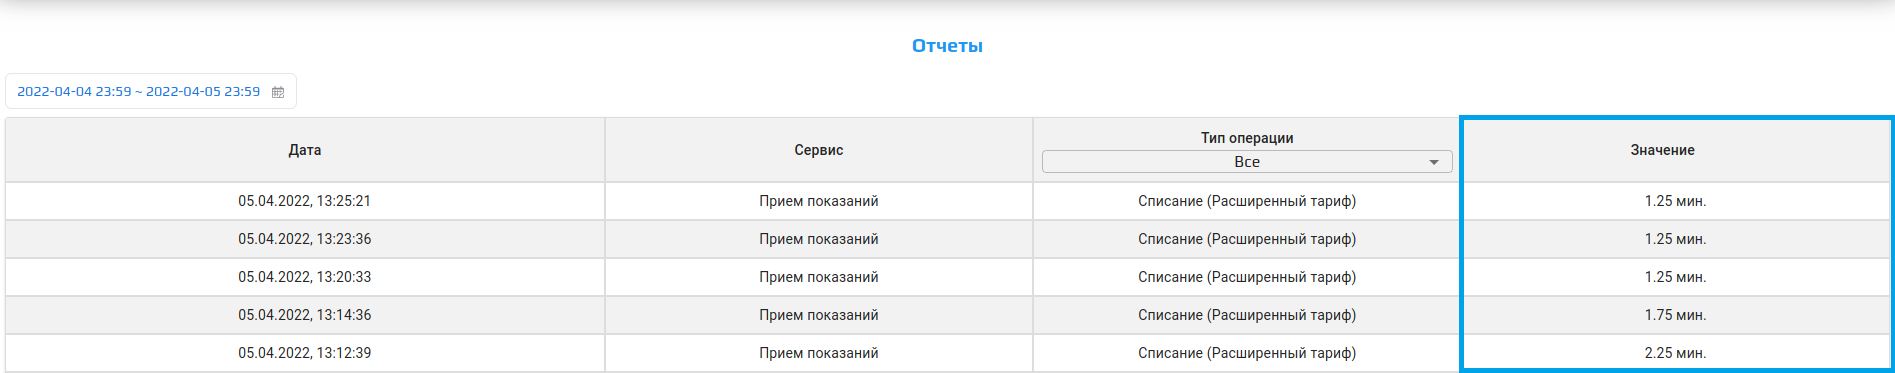 Отчеты
2022-04-04 23:59 ~ 2022-04-05 23:59
Дата Сервис Тип операции Значение
Все
05.04.2022, 13:25:21 Прием показаний Списание (Расширенный тариф) 1.25 мин.
05.04.2022, 13:23:36 Прием показаний Списание (Расширенный тариф) 1.25 мин.
05.04.2022, 13:20:33 Прием показаний Списание (Расширенный тариф) 1.25 мин.
05.04.2022, 13:14:36 Прием показаний Списание (Расширенный тариф) 1.75 мин.
05.04.2022, 13:12:39 Прием показаний Списание (Расширенный тариф) 2.25 мин.